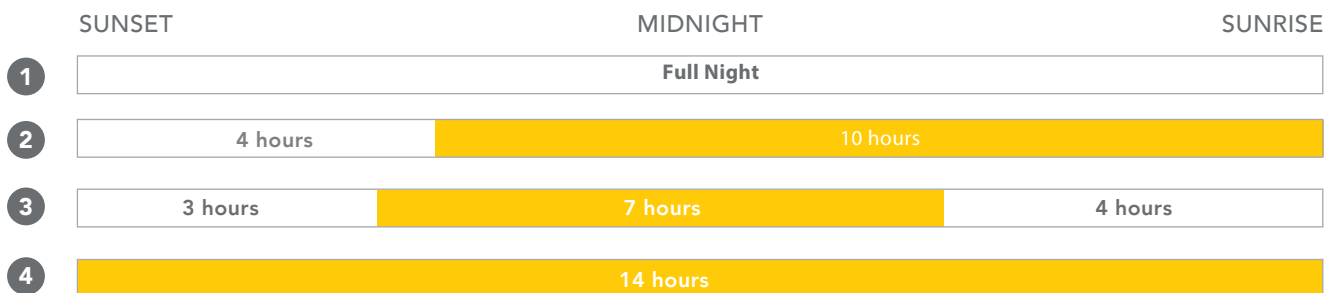 SUNSET MIDNIGHT SUNRISE
1 Full Night
2 4 hours 10 hours
3 3 hours 7 hours 4 hours
4 14 hours